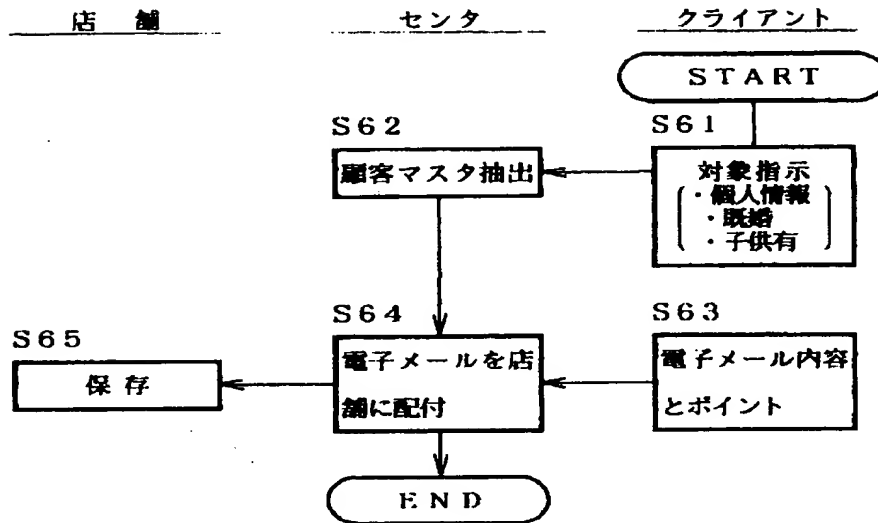 店 舗
センタ
クライアント
START
S62
S61
顧客マスタ抽出
対象指示
・個人情報
・既婚
・子供有
S65
S64
S63
保存
電子メールを店
舗に配付
電子メール内容
とポイント
END